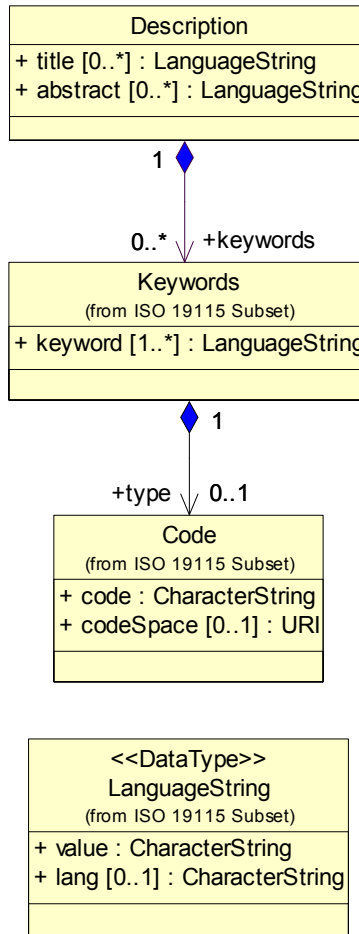 Description
+ title [0..*] : LanguageString
+ abstract [0..*] : LanguageString
1
0..* +keywords
Keywords
(from ISO 19115 Subset)
+ keyword [1..*] : LanguageString
1
+type 0..1
Code
(from ISO 19115 Subset)
+ code : CharacterString
+ codeSpace [0..1] : URI
<<DataType>>
LanguageString
(from ISO 19115 Subset)
+ value : CharacterString
+ lang [0..1] : CharacterString